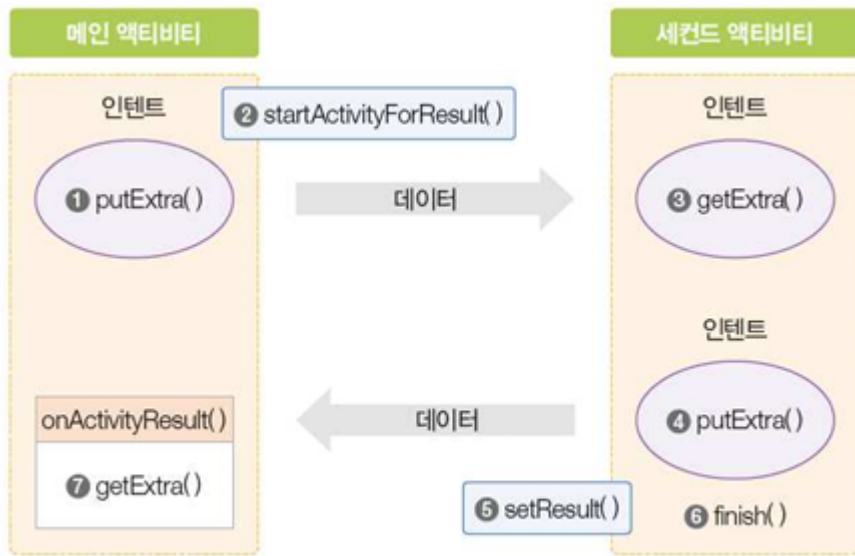 메인 액티비티
세컨드 액티비티
인텐트
❷ startActivityForResult( )
인텐트
❶ putExtra( )
데이터
❸ getExtra( )
인텐트
onActivityResult( )
데이터
❹ putExtra( )
❼ getExtra( )
❺ setResult( )
❻ finish( )